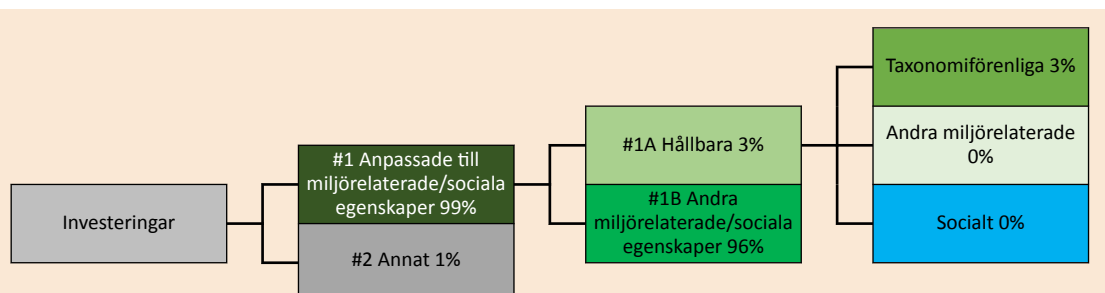 Investeringar
#1 Anpassade till
miljörelaterade/sociala
egenskaper 99%
#2 Annat 1%
#1A Hållbara 3%
#1B Andra
miljörelaterade/sociala
egenskaper 96%
Taxonomiförenliga 3%
Andra miljörelaterade
0%
Socialt 0%